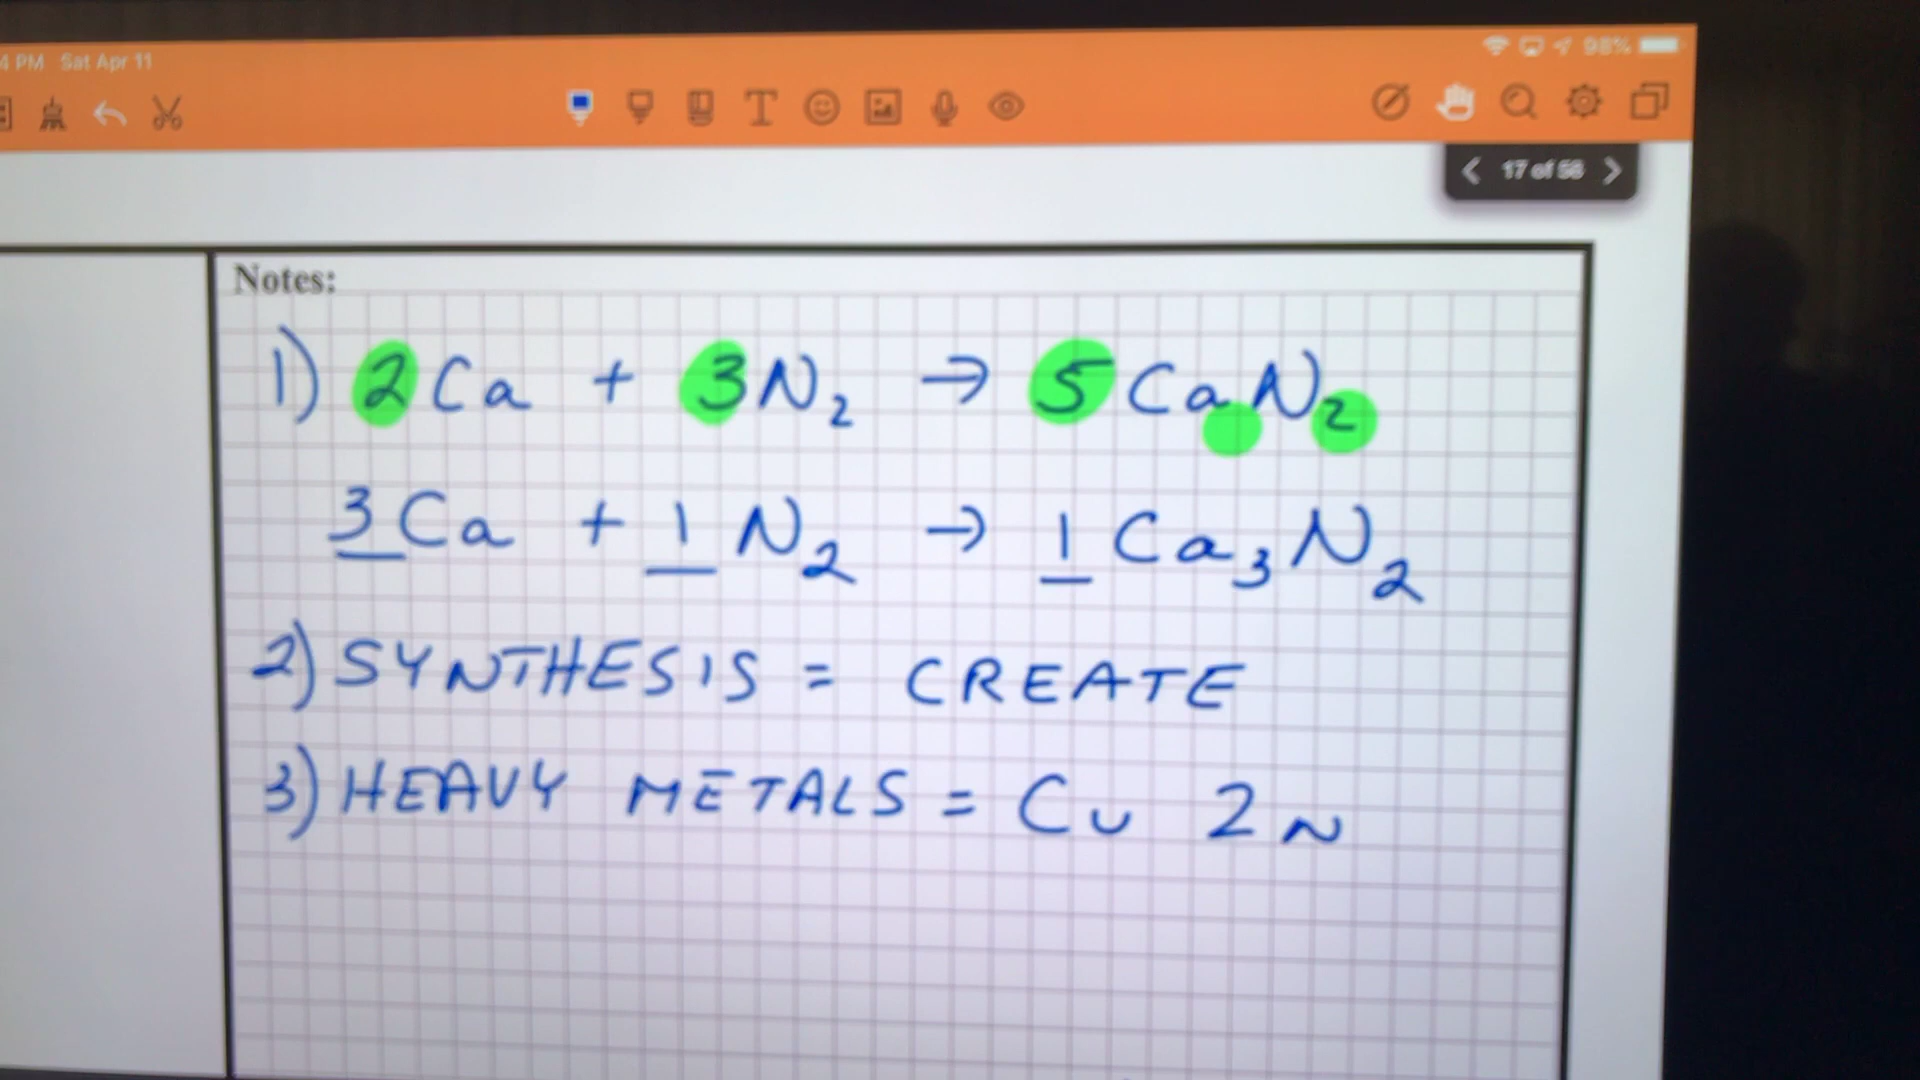 4 PM Sat Apr 11 98%
17 of 58
Notes:
1) 2Ca + 3N₂ → 5CaN₂
3Ca + 1N₂ → 1Ca₃N₂
2) SYNTHESIS = CREATE
3) HEAVY METALS = Cu Zn